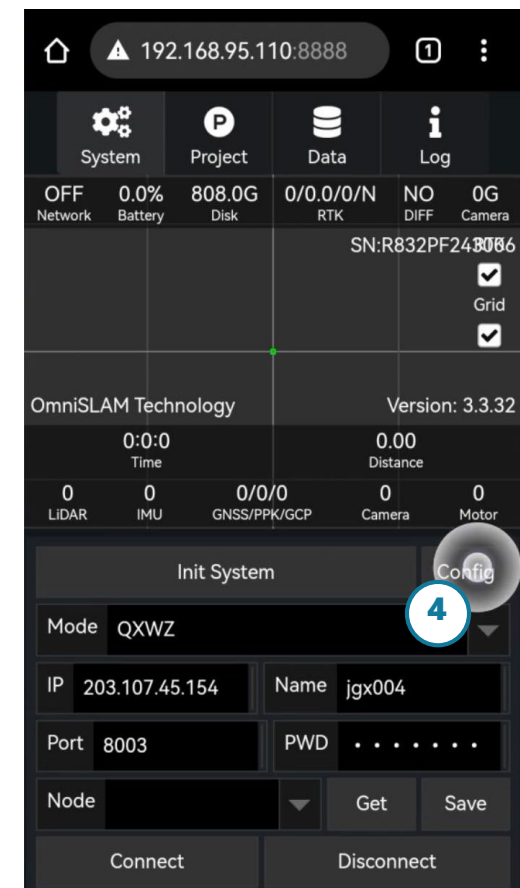 192.168.95.110:8888 1
System Project Data Log
OFF 0.0% 808.0G 0/0.0/0/N NO 0G
Network Battery Disk RTK DIFF Camera
SN:R832PF243006
Grid
OmniSLAM Technology Version: 3.3.32
0:0:0 0.00
Time Distance
0 0 0/0/0 0 0
LiDAR IMU GNSS/PPK/GCP Camera Motor
Init System Config
4
Mode QXWZ
IP 203.107.45.154 Name jgx004
Port 8003 PWD
Node Get Save
Connect Disconnect